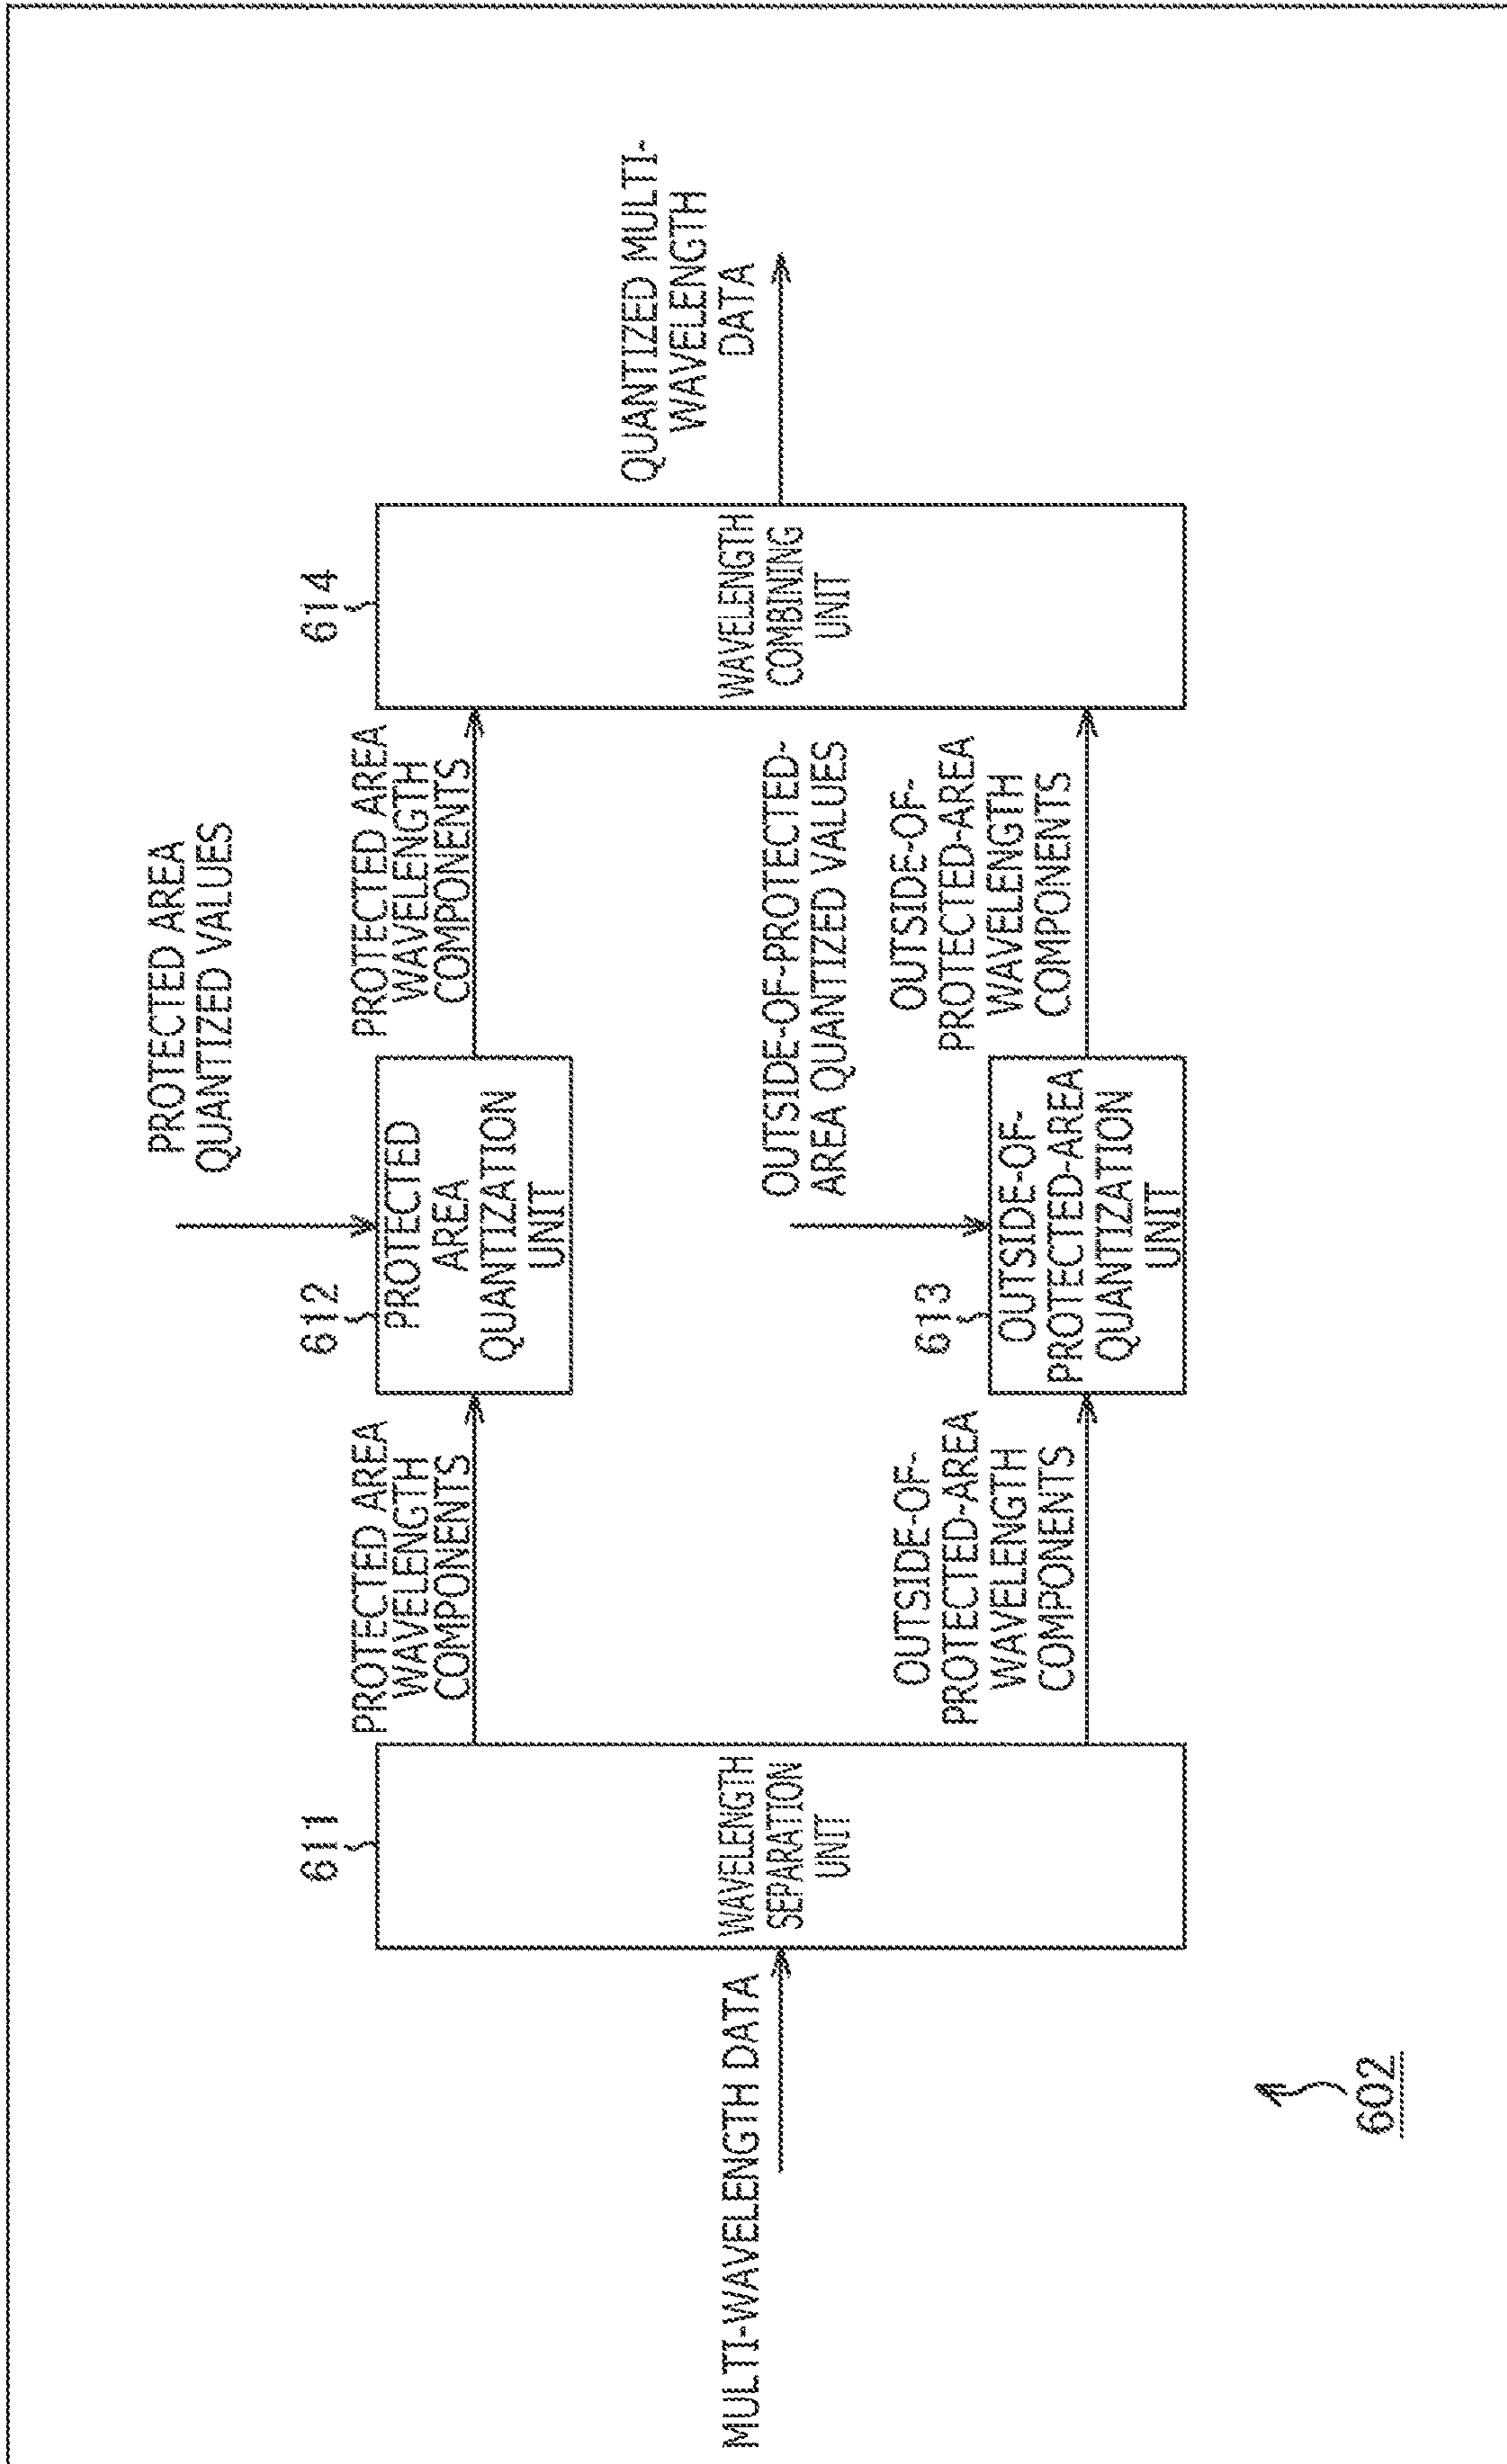 PROTECTED AREA
QUANTIZED VALUES
611
612
614
PROTECTED AREA
WAVELENGTH
COMPONENTS
PROTECTED
AREA
QUANTIZATION
UNIT
PROTECTED AREA
WAVELENGTH
COMPONENTS
QUANTIZED MULTI-
WAVELENGTH
DATA
MULTI-WAVELENGTH DATA
WAVELENGTH
SEPARATION
UNIT
WAVELENGTH
COMBINING
UNIT
OUTSIDE-OF-PROTECTED-
AREA QUANTIZED VALUES
613
OUTSIDE-OF-
PROTECTED-AREA
WAVELENGTH
COMPONENTS
OUTSIDE-OF-
PROTECTED-AREA
QUANTIZATION
UNIT
OUTSIDE-OF-
PROTECTED-AREA
WAVELENGTH
COMPONENTS
602